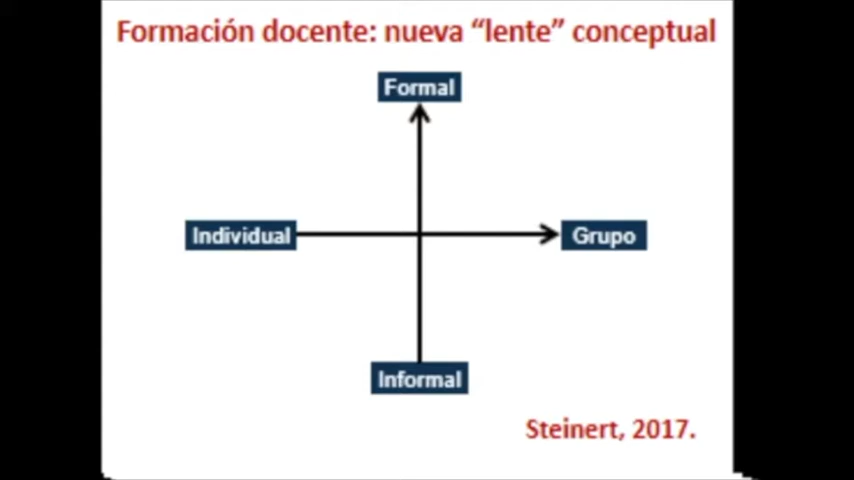 Formación docente: nueva “lente” conceptual
Formal
Individual
Grupo
Informal
Steinert, 2017.